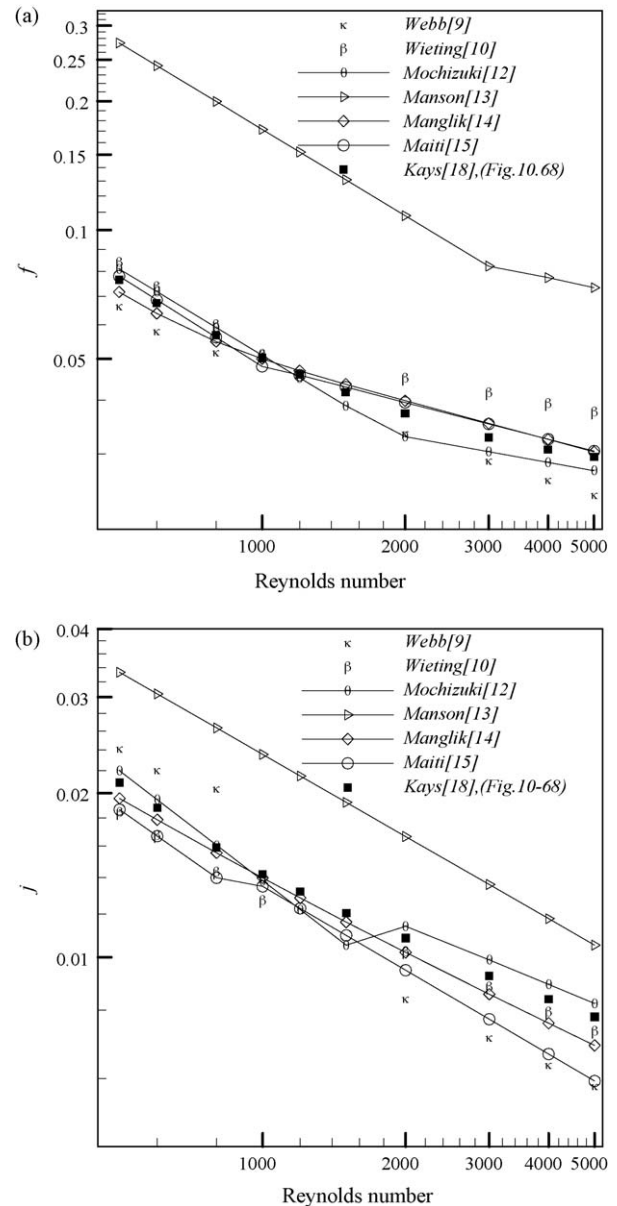 (a)
0.3
0.25
0.2
0.15
0.1
0.05
f
κ Webb[9]
β Wieting[10]
θ Mochizuki[12]
Manson[13]
Manglik[14]
Maiti[15]
Kays[18],(Fig.10.68)
1000 2000 3000 4000 5000
Reynolds number
(b)
0.04
0.03
0.02
0.01
j
κ Webb[9]
β Wieting[10]
θ Mochizuki[12]
Manson[13]
Manglik[14]
Maiti[15]
Kays[18],(Fig.10-68)
1000 2000 3000 4000 5000
Reynolds number